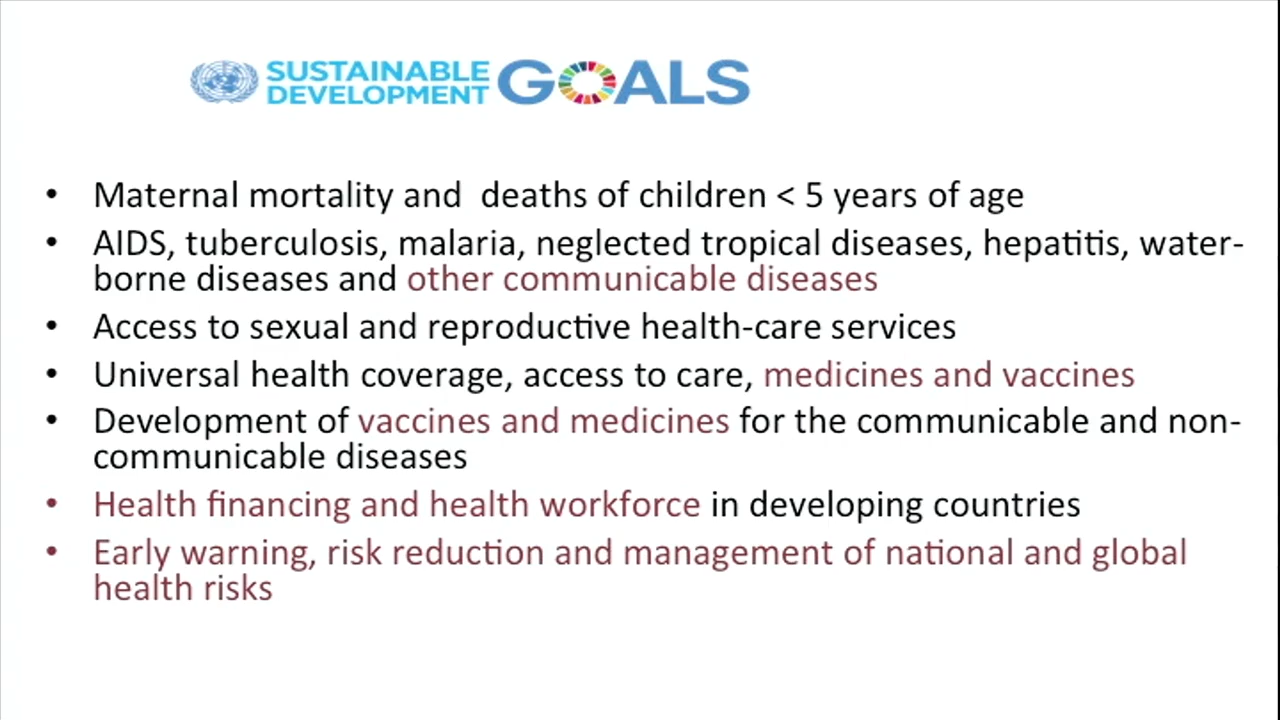 SUSTAINABLE
DEVELOPMENT GOALS
• Maternal mortality and  deaths of children < 5 years of age
• AIDS, tuberculosis, malaria, neglected tropical diseases, hepatitis, water-
borne diseases and other communicable diseases
• Access to sexual and reproductive health-care services
• Universal health coverage, access to care, medicines and vaccines
• Development of vaccines and medicines for the communicable and non-
communicable diseases
• Health financing and health workforce in developing countries
• Early warning, risk reduction and management of national and global
health risks